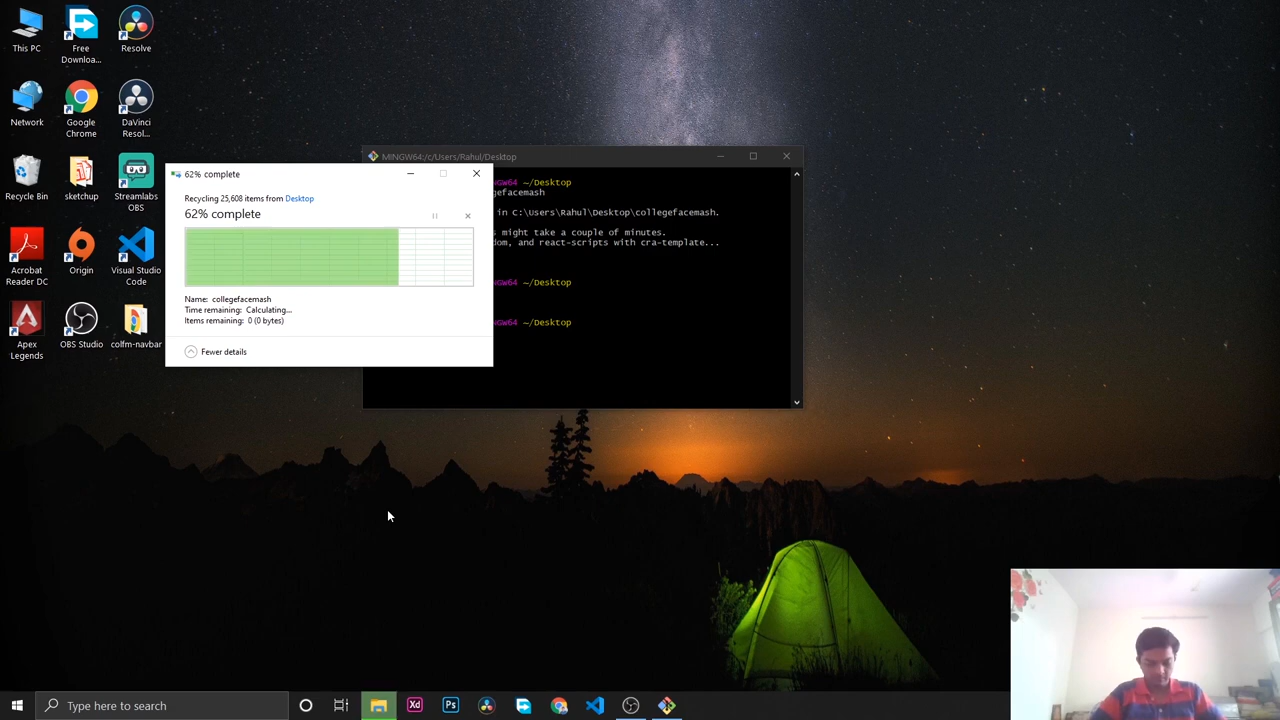 This PC
Free Downloa...
Resolve
Network
Google Chrome
DaVinci Resol...
Recycle Bin
sketchup
Streamlabs OBS
Acrobat Reader DC
Origin
Visual Studio Code
Apex Legends
OBS Studio
colfm-navbar
MINGW64:/c/Users/Rahul/Desktop
62% complete
Recycling 25,608 items from Desktop
62% complete
Name: collegefacemash
Time remaining: Calculating...
Items remaining: 0 (0 bytes)
Fewer details
~/Desktop
in C:\Users\Rahul\Desktop\collegefacemash.
might take a couple of minutes.
and react-scripts with cra-template...
~/Desktop
~/Desktop
Xd
Ps
Type here to search